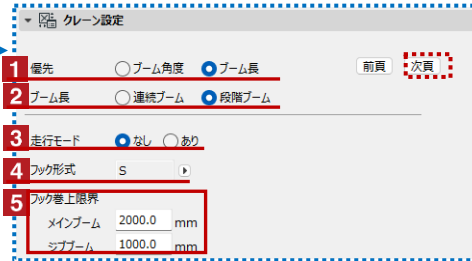 クレーン設定
1 優先 ブーム角度 ブーム長 前頁 次頁
2 ブーム長 連続ブーム 段階ブーム
3 走行モード なし あり
4 フック形式 S
5 フック巻上限界
メインブーム 2000.0 mm
ジブブーム 1000.0 mm